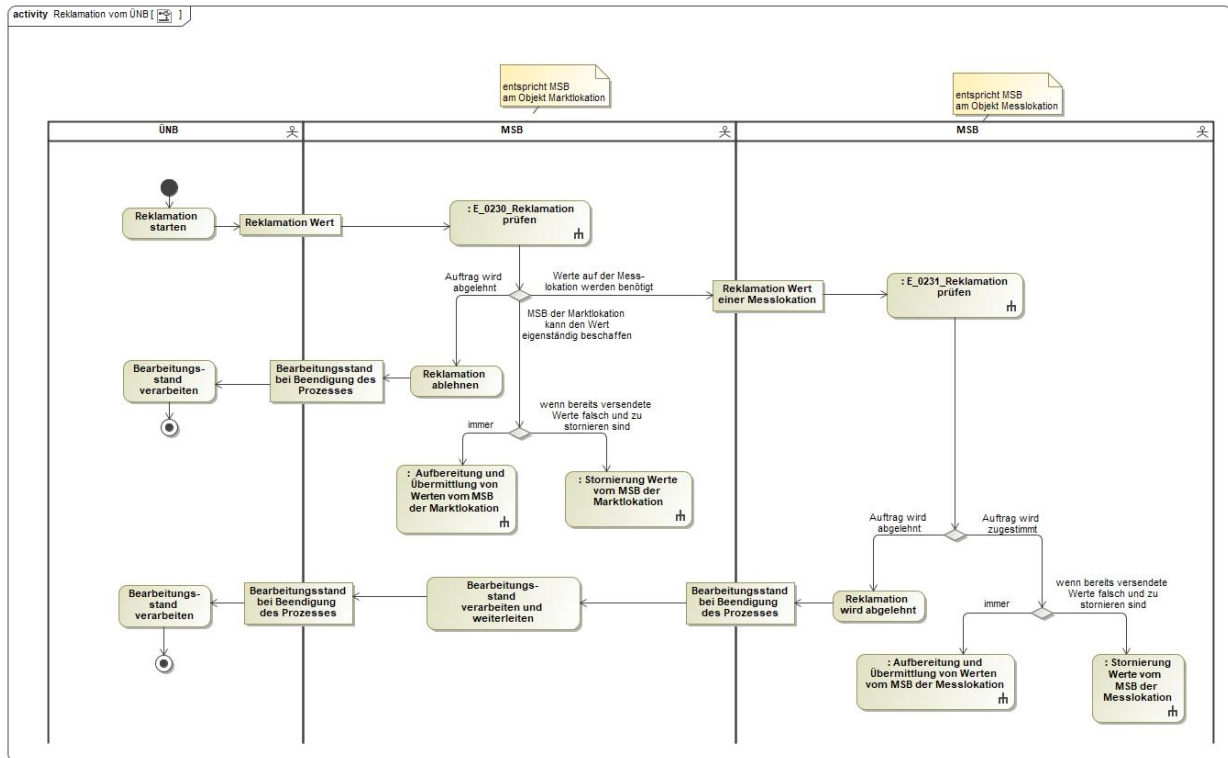 activity Reklamation vom ÜNB [ ]
entspricht MSB
am Objekt Marktlokation
entspricht MSB
am Objekt Messlokation
ÜNB
MSB
MSB
Reklamation
starten
Reklamation Wert
: E_0230_Reklamation
prüfen
Auftrag wird
abgelehnt
Werte auf der Mess-
lokation werden benötigt
Reklamation Wert
einer Messlokation
: E_0231_Reklamation
prüfen
MSB der Marktlokation
kann den Wert
eigenständig beschaffen
Bearbeitungs-
stand
verarbeiten
Bearbeitungsstand
bei Beendigung des
Prozesses
Reklamation
ablehnen
immer
wenn bereits versendete
Werte falsch und zu
stornieren sind
: Aufbereitung und
Übermittlung von
Werten vom MSB
der Marktlokation
: Stornierung Werte
vom MSB der
Marktlokation
Auftrag wird
abgelehnt
Auftrag wird
zugestimmt
Bearbeitungs-
stand
verarbeiten
Bearbeitungsstand
bei Beendigung
des Prozesses
Bearbeitungs-
stand
verarbeiten und
weiterleiten
Bearbeitungsstand
bei Beendigung
des Prozesses
Reklamation
wird abgelehnt
immer
wenn bereits versendete
Werte falsch und zu
stornieren sind
: Aufbereitung und
Übermittlung von Werten
vom MSB der Messlokation
: Stornierung
Werte vom
MSB der
Messlokation